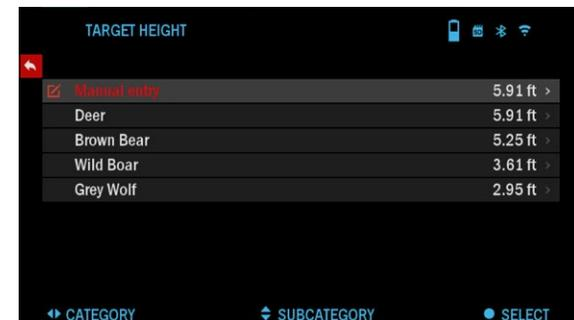 TARGET HEIGHT
Manual entry 5.91 ft >
Deer 5.91 ft >
Brown Bear 5.25 ft >
Wild Boar 3.61 ft >
Grey Wolf 2.95 ft >
CATEGORY SUBCATEGORY SELECT